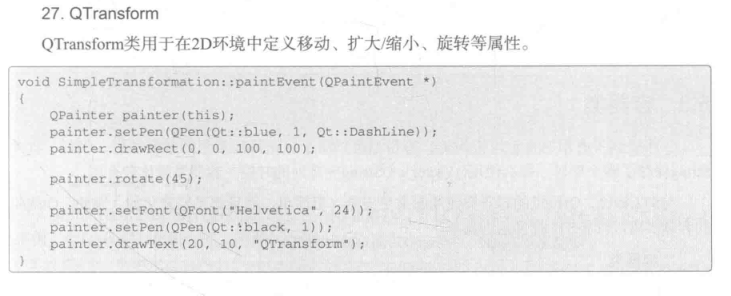 27. QTransform
QTransform类用于在2D环境中定义移动、扩大/缩小、旋转等属性。
void SimpleTransformation::paintEvent(QPaintEvent *)
{
    QPainter painter(this);
    painter.setPen(QPen(Qt::blue, 1, Qt::DashLine));
    painter.drawRect(0, 0, 100, 100);
    painter.rotate(45);
    painter.setFont(QFont("Helvetica", 24));
    painter.setPen(QPen(Qt::black, 1));
    painter.drawText(20, 10, "QTransform");
}